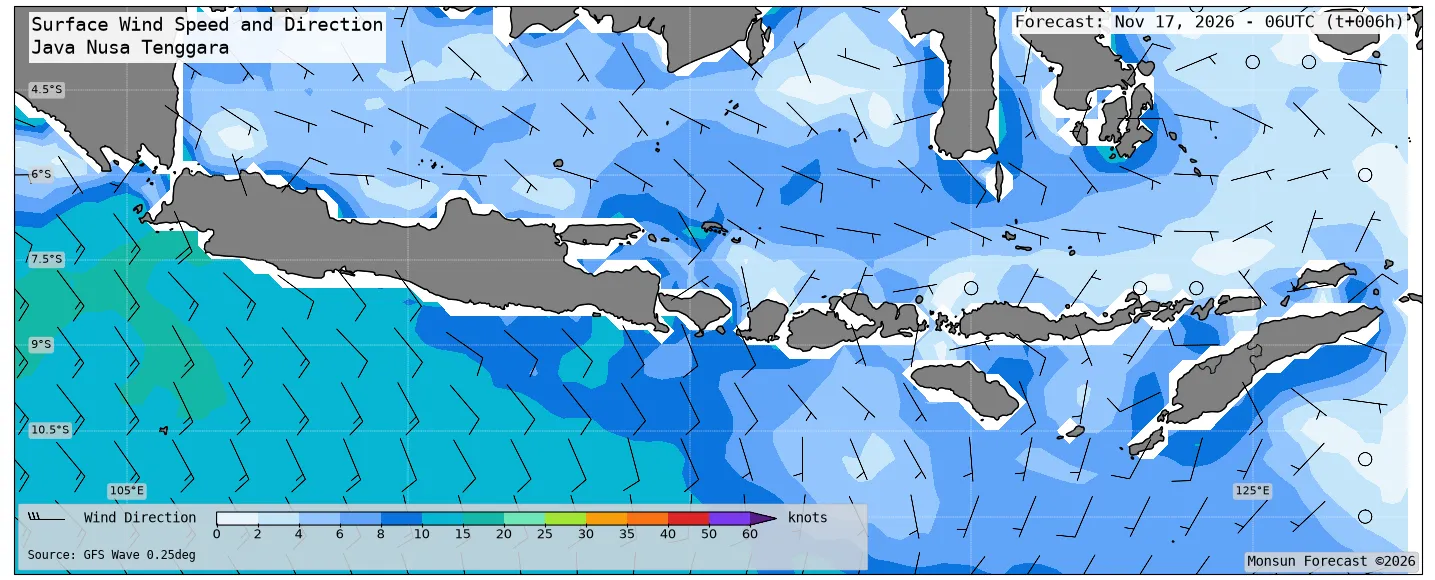 Surface Wind Speed and Direction
Java Nusa Tenggara
Forecast: Nov 17, 2026 - 06UTC (t+006h)
4.5°S
6°S
7.5°S
9°S
10.5°S
105°E
125°E
Wind Direction
knots
0 2 4 6 8 10 15 20 25 30 35 40 50 60
Source: GFS Wave 0.25deg
Monsun Forecast ©2026